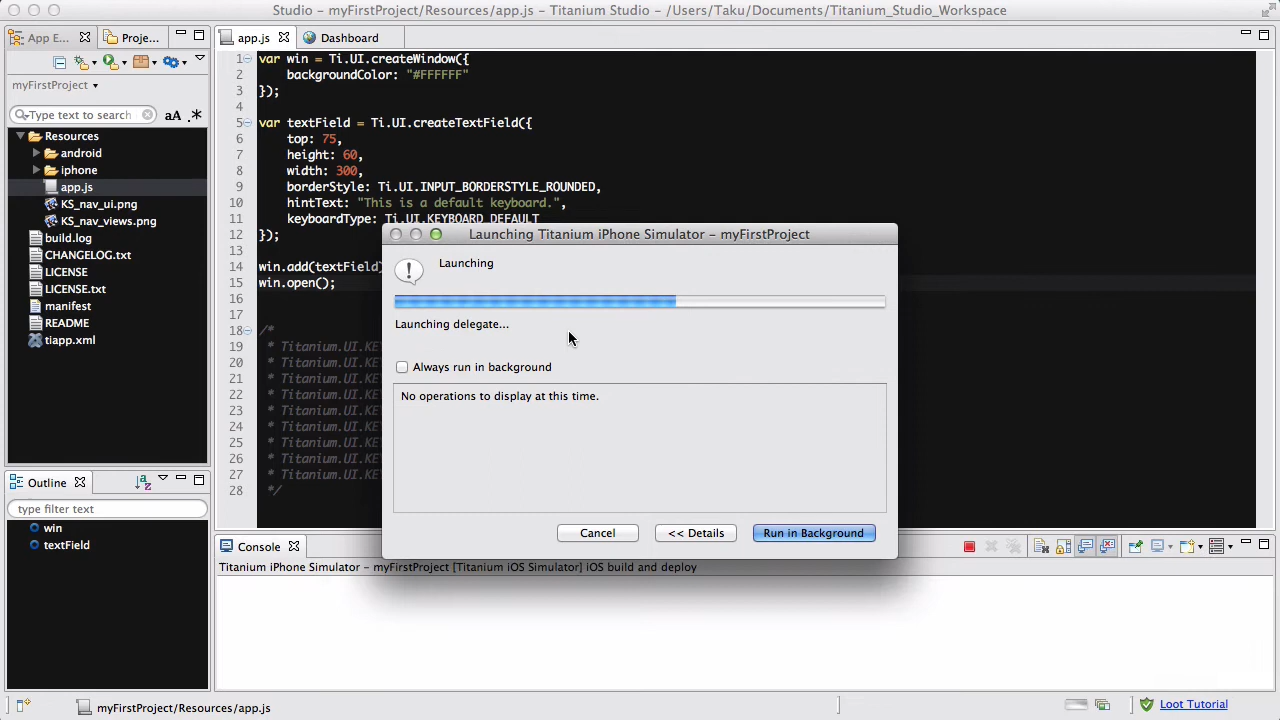 Studio - myFirstProject/Resources/app.js - Titanium Studio - /Users/Taku/Documents/Titanium_Studio_Workspace
App E...
Proje...
app.js
Dashboard
myFirstProject
Type text to search
aA .*
Resources
android
iphone
app.js
KS_nav_ui.png
KS_nav_views.png
build.log
CHANGELOG.txt
LICENSE
LICENSE.txt
manifest
README
tiapp.xml
1 var win = Ti.UI.createWindow({
2 backgroundColor: "#FFFFFF"
3 });
4
5 var textField = Ti.UI.createTextField({
6 top: 75,
7 height: 60,
8 width: 300,
9 borderStyle: Ti.UI.INPUT_BORDERSTYLE_ROUNDED,
10 hintText: "This is a default keyboard.",
11 keyboardType: Ti.UI.KEYBOARD_DEFAULT
12 });
13
14 win.add(textField)
15 win.open();
16
17
18 /*
19 * Titanium.UI.KE
20 * Titanium.UI.KE
21 * Titanium.UI.KE
22 * Titanium.UI.KE
23 * Titanium.UI.KE
24 * Titanium.UI.KE
25 * Titanium.UI.KE
26 * Titanium.UI.KE
27 * Titanium.UI.KE
28 */
Launching Titanium iPhone Simulator - myFirstProject
Launching
Launching delegate...
Always run in background
No operations to display at this time.
Cancel
<< Details
Run in Background
Outline
type filter text
win
textField
Console
Titanium iPhone Simulator - myFirstProject [Titanium iOS Simulator] iOS build and deploy
myFirstProject/Resources/app.js
Loot Tutorial